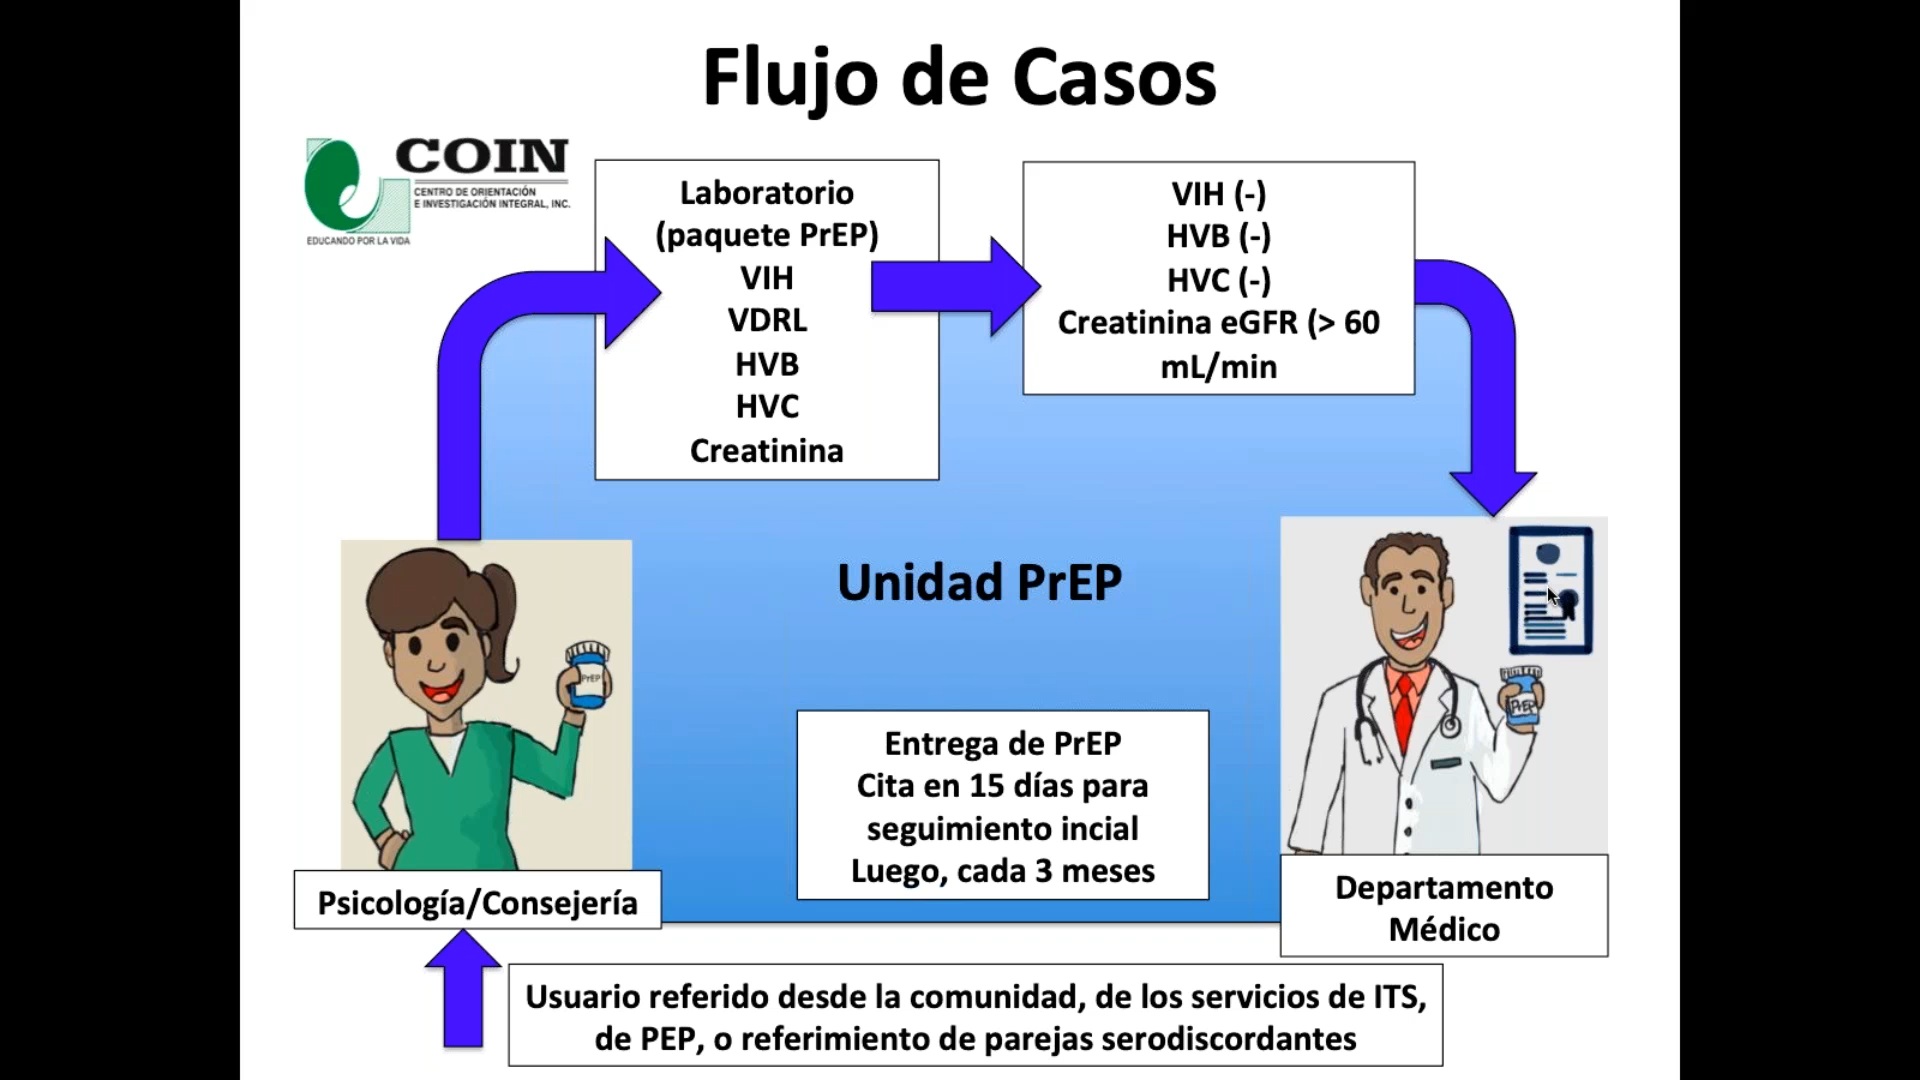 Flujo de Casos
COIN
CENTRO DE ORIENTACIÓN
E INVESTIGACIÓN INTEGRAL, INC.
EDUCANDO POR LA VIDA
Laboratorio
(paquete PrEP)
VIH
VDRL
HVB
HVC
Creatinina
VIH (-)
HVB (-)
HVC (-)
Creatinina eGFR (> 60
mL/min
Unidad PrEP
PrEP
PrEP
Entrega de PrEP
Cita en 15 días para
seguimiento incial
Luego, cada 3 meses
Psicología/Consejería
Departamento
Médico
Usuario referido desde la comunidad, de los servicios de ITS,
de PEP, o referimiento de parejas serodiscordantes